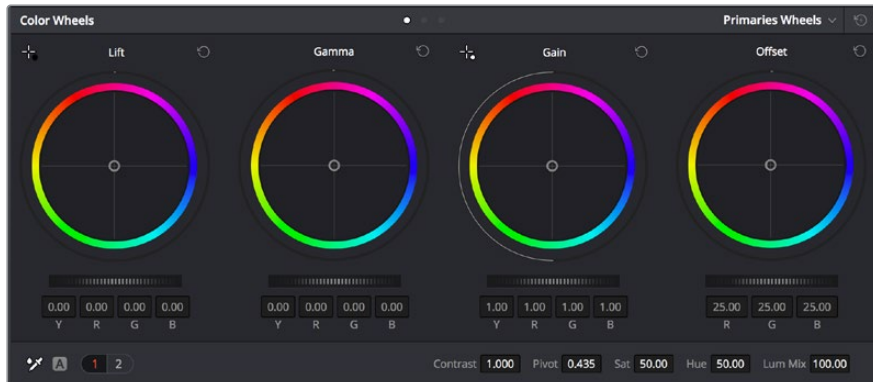 Color Wheels Primaries Wheels
Lift Gamma Gain Offset
0.00 0.00 0.00 0.00 0.00 0.00 0.00 0.00 1.00 1.00 1.00 1.00 25.00 25.00 25.00
Y R G B Y R G B Y R G B R G B
A 1 2 Contrast 1.000 Pivot 0.435 Sat 50.00 Hue 50.00 Lum Mix 100.00